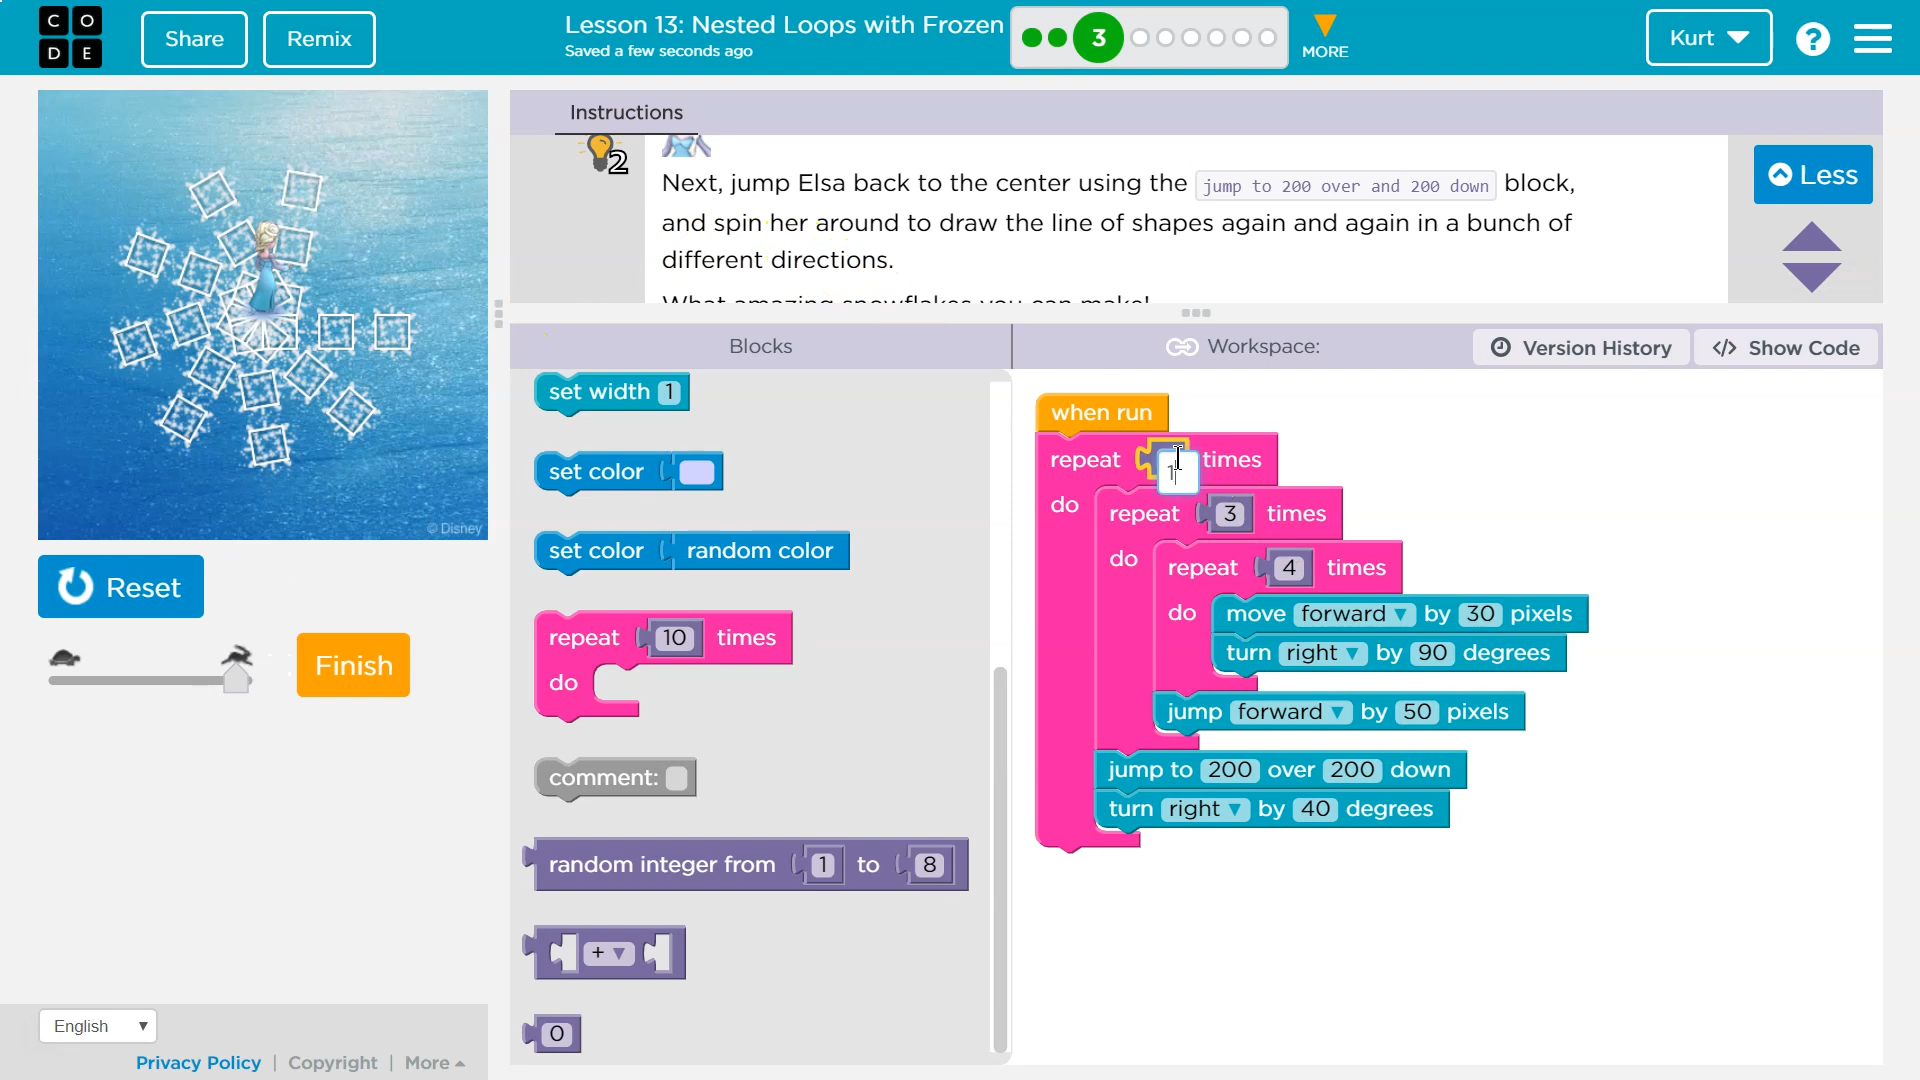 C O
D E
Share
Remix
Lesson 13: Nested Loops with Frozen
Saved a few seconds ago
3
MORE
Kurt
?
Instructions
2
Next, jump Elsa back to the center using the jump to 200 over and 200 down block,
and spin her around to draw the line of shapes again and again in a bunch of
different directions.
What amazing snowflakes you can make!
Less
Blocks
Workspace:
Version History
</> Show Code
© Disney
Reset
Finish
set width 1
set color
set color random color
repeat 10 times
do
comment:
random integer from 1 to 8
+
0
when run
repeat 1 times
do
repeat 3 times
do
repeat 4 times
do
move forward by 30 pixels
turn right by 90 degrees
jump forward by 50 pixels
jump to 200 over 200 down
turn right by 40 degrees
English
Privacy Policy | Copyright | More